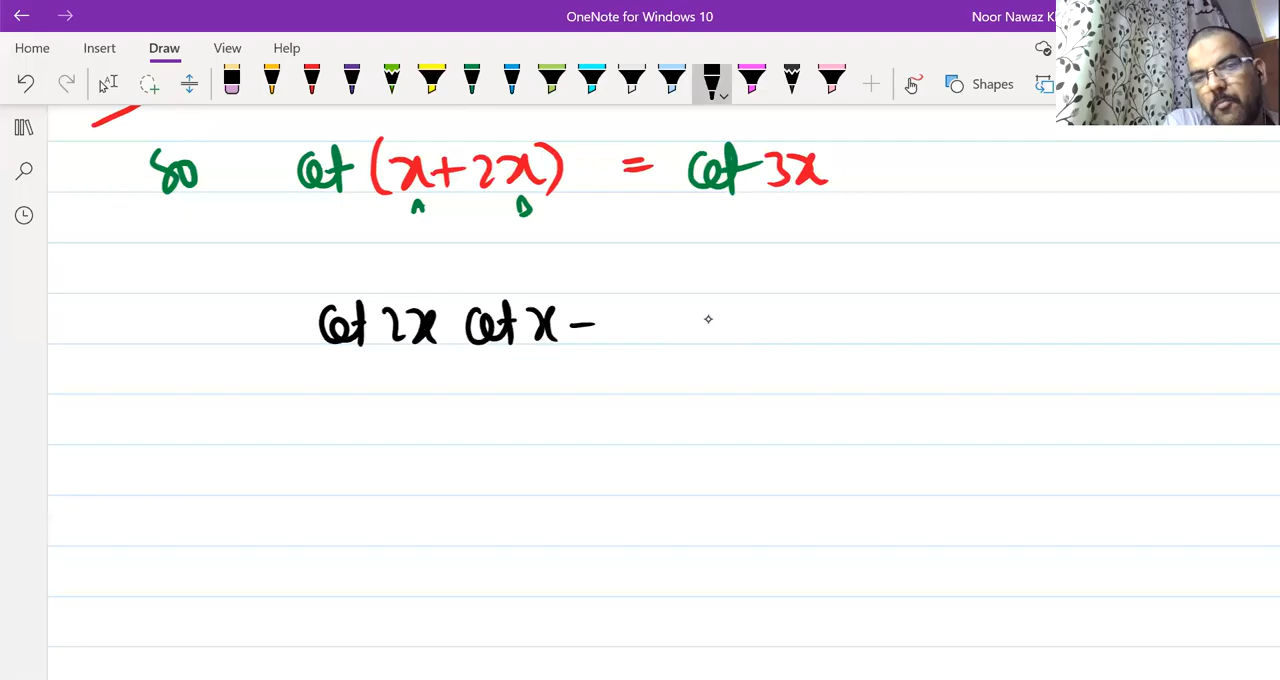 OneNote for Windows 10
Noor Nawaz K
Home Insert Draw View Help
Shapes
So cot (x+2x) = cot 3x
A B
cot 2x cot x –